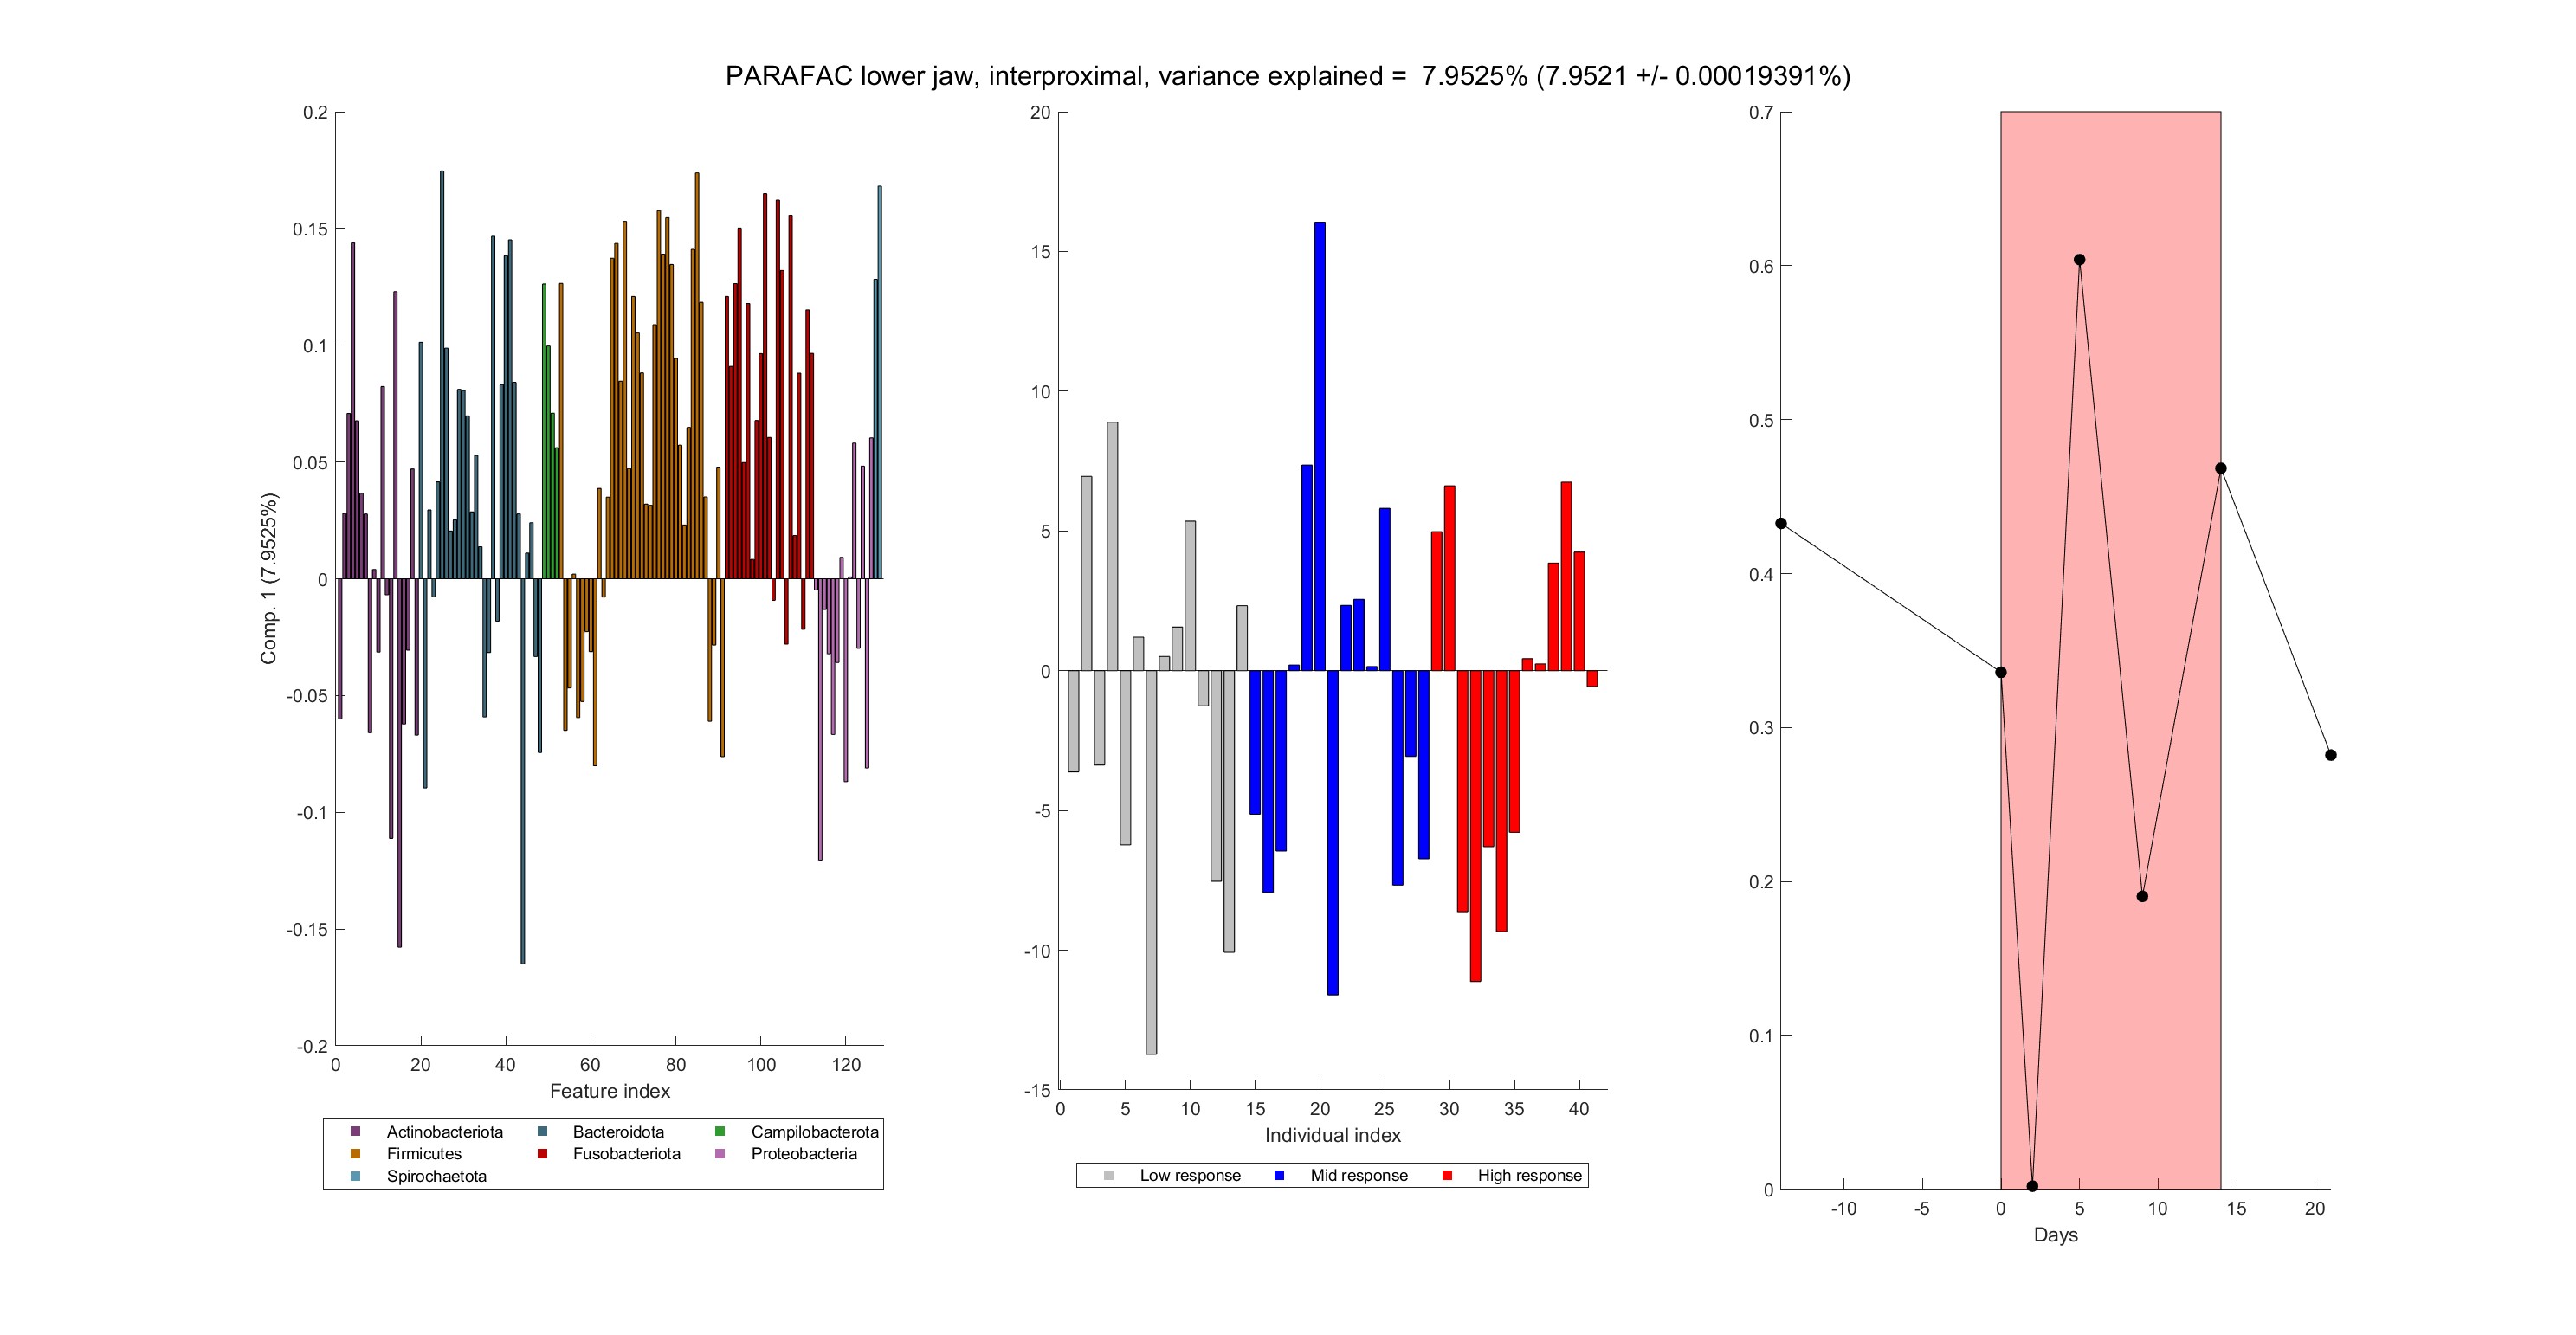 PARAFAC lower jaw, interproximal, variance explained =  7.9525% (7.9521 +/- 0.00019391%)
Comp. 1 (7.9525%)
0.2
0.15
0.1
0.05
0
-0.05
-0.1
-0.15
-0.2
0 20 40 60 80 100 120
Feature index
Actinobacteriota Bacteroidota Campilobacterota
Firmicutes Fusobacteriota Proteobacteria
Spirochaetota
20
15
10
5
0
-5
-10
-15
0 5 10 15 20 25 30 35 40
Individual index
Low response Mid response High response
0.7
0.6
0.5
0.4
0.3
0.2
0.1
0
-10 -5 0 5 10 15 20
Days